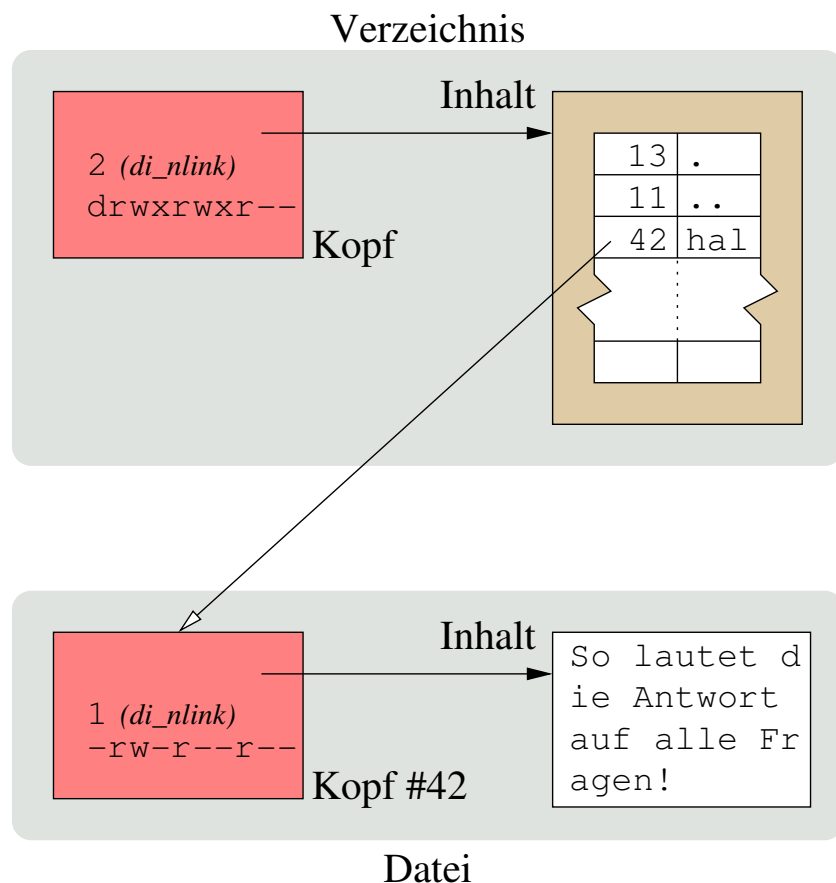 Verzeichnis
Inhalt
2 (di_nlink)
drwxrwxr--
Kopf
13 .
11 ..
42 hal
Inhalt
1 (di_nlink)
-rw-r--r--
Kopf #42
So lautet d
ie Antwort
auf alle Fr
agen!
Datei